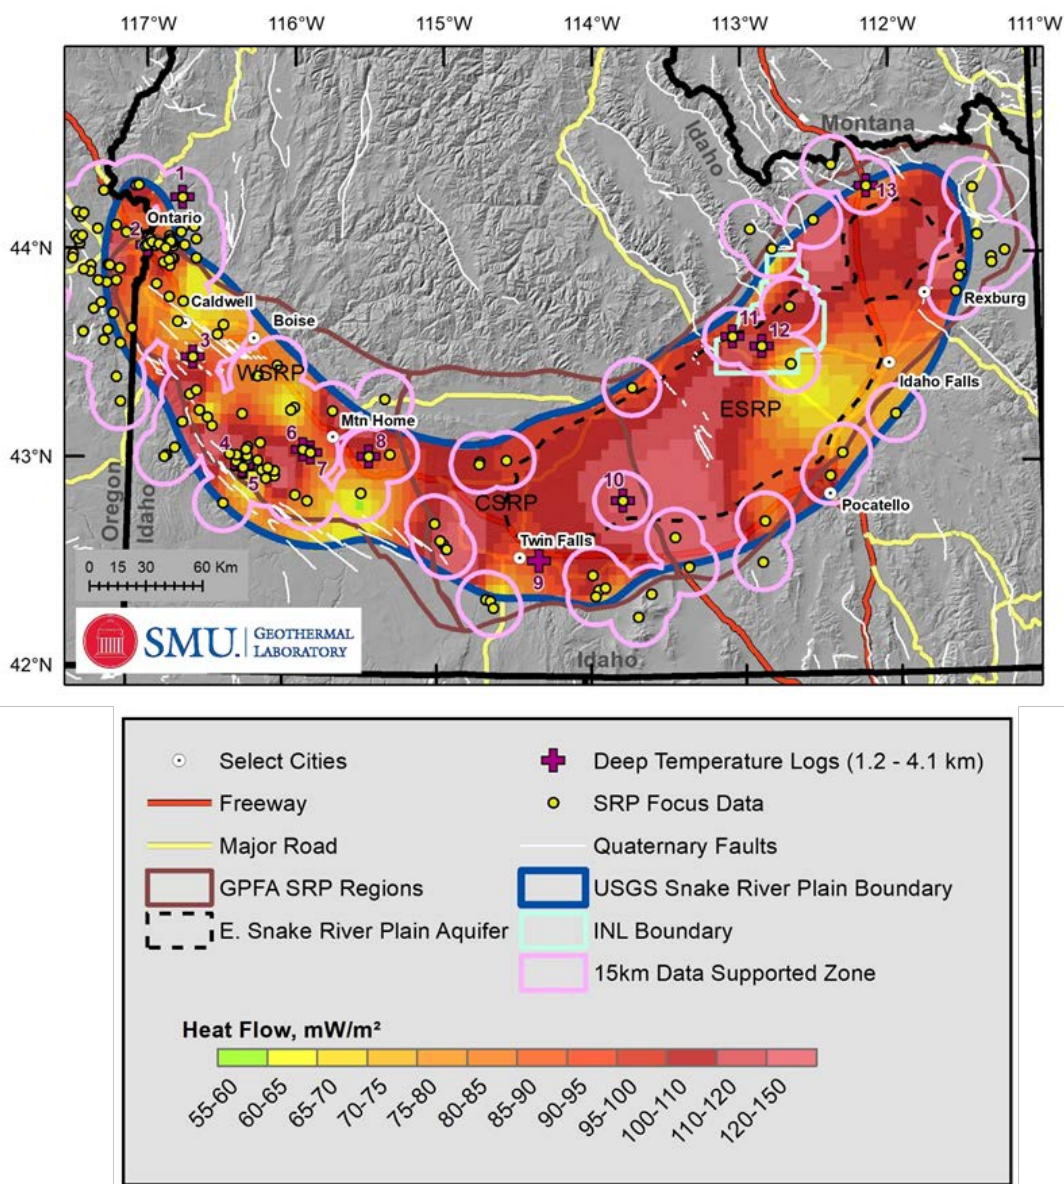 117°W 116°W 115°W 114°W 113°W 112°W 111°W
Montana
Idaho
1
13
Ontario
44°N
2
Rexburg
Caldwell
Boise
11
12
3
WSRP
Idaho Falls
ESRP
Mtn Home
43°N
4
6
8
7
5
10
CSRP
Pocatello
Oregon
Idaho
Twin Falls
9
0 15 30 60 Km
SMU. GEOTHERMAL
LABORATORY
42°N
Idaho
Select Cities
Deep Temperature Logs (1.2 - 4.1 km)
Freeway
SRP Focus Data
Major Road
Quaternary Faults
GPFA SRP Regions
USGS Snake River Plain Boundary
E. Snake River Plain Aquifer
INL Boundary
15km Data Supported Zone
Heat Flow, mW/m²
55-60 60-65 65-70 70-75 75-80 80-85 85-90 90-95 95-100 100-110 110-120 120-150